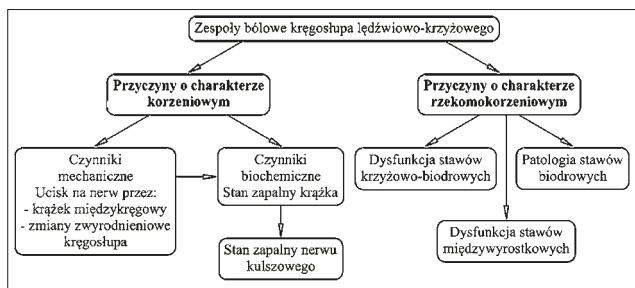 Zespoły bólowe kręgosłupa lędźwiowo-krzyżowego
Przyczyny o charakterze
korzeniowym
Przyczyny o charakterze
rzekomokorzeniowym
Czynniki
mechaniczne
Ucisk na nerw przez:
- krążek międzykręgowy
- zmiany zwyrodnieniowe
kręgosłupa
Czynniki
biochemiczne
Stan zapalny krążka
Stan zapalny nerwu
kulszowego
Dysfunkcja stawów
krzyżowo-biodrowych
Patologia stawów
biodrowych
Dysfunkcja stawów
międzywyrostkowych